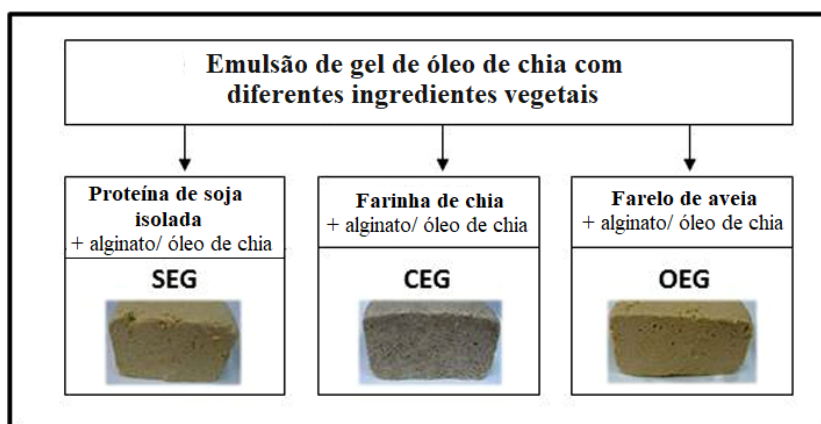 Emulsão de gel de óleo de chia com
diferentes ingredientes vegetais
Proteína de soja
isolada
+ alginato/ óleo de chia
SEG
Farinha de chia
+ alginato/ óleo de chia
CEG
Farelo de aveia
+ alginato/ óleo de chia
OEG